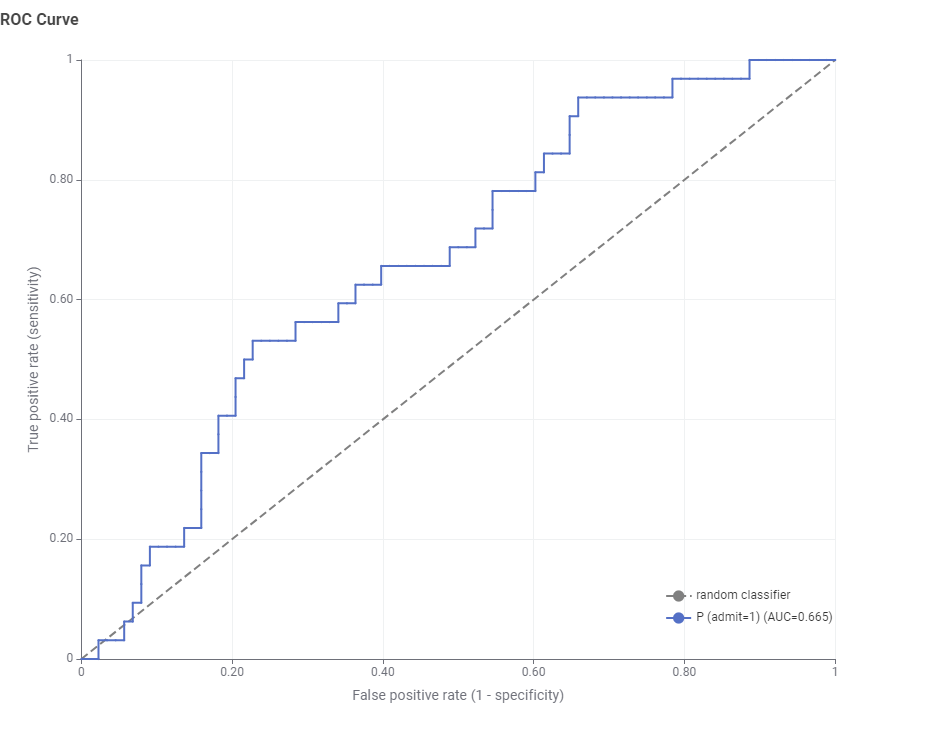 ROC Curve
1
0.80
0.60
0.40
0.20
0
True positive rate (sensitivity)
random classifier
P (admit=1) (AUC=0.665)
0 0.20 0.40 0.60 0.80 1
False positive rate (1 - specificity)